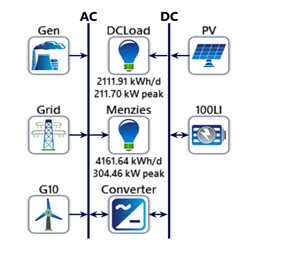 AC DC
Gen DCLoad PV
2111.91 kWh/d
211.70 kW peak
Grid Menzies 100LI
4161.64 kWh/d
304.46 kW peak
G10 Converter